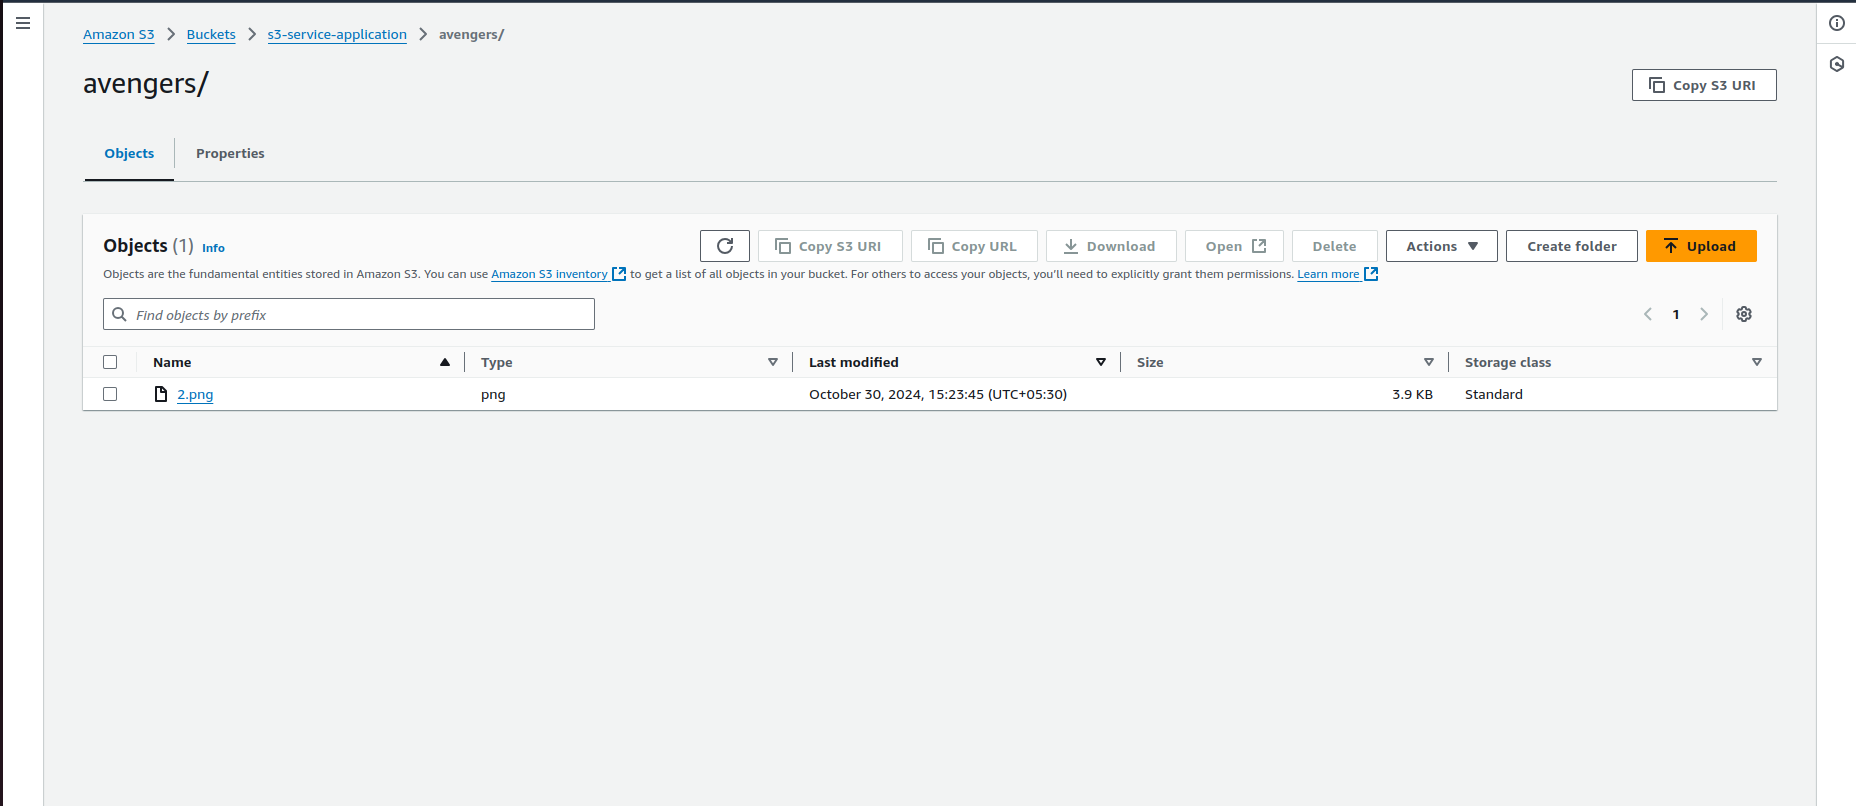 Amazon S3 > Buckets > s3-service-application > avengers/
avengers/
Copy S3 URI
Objects Properties
Objects (1) Info
Copy S3 URI Copy URL Download Open Delete Actions Create folder Upload
Objects are the fundamental entities stored in Amazon S3. You can use Amazon S3 inventory to get a list of all objects in your bucket. For others to access your objects, you'll need to explicitly grant them permissions. Learn more
Find objects by prefix
1
Name Type Last modified Size Storage class
2.png png October 30, 2024, 15:23:45 (UTC+05:30) 3.9 KB Standard